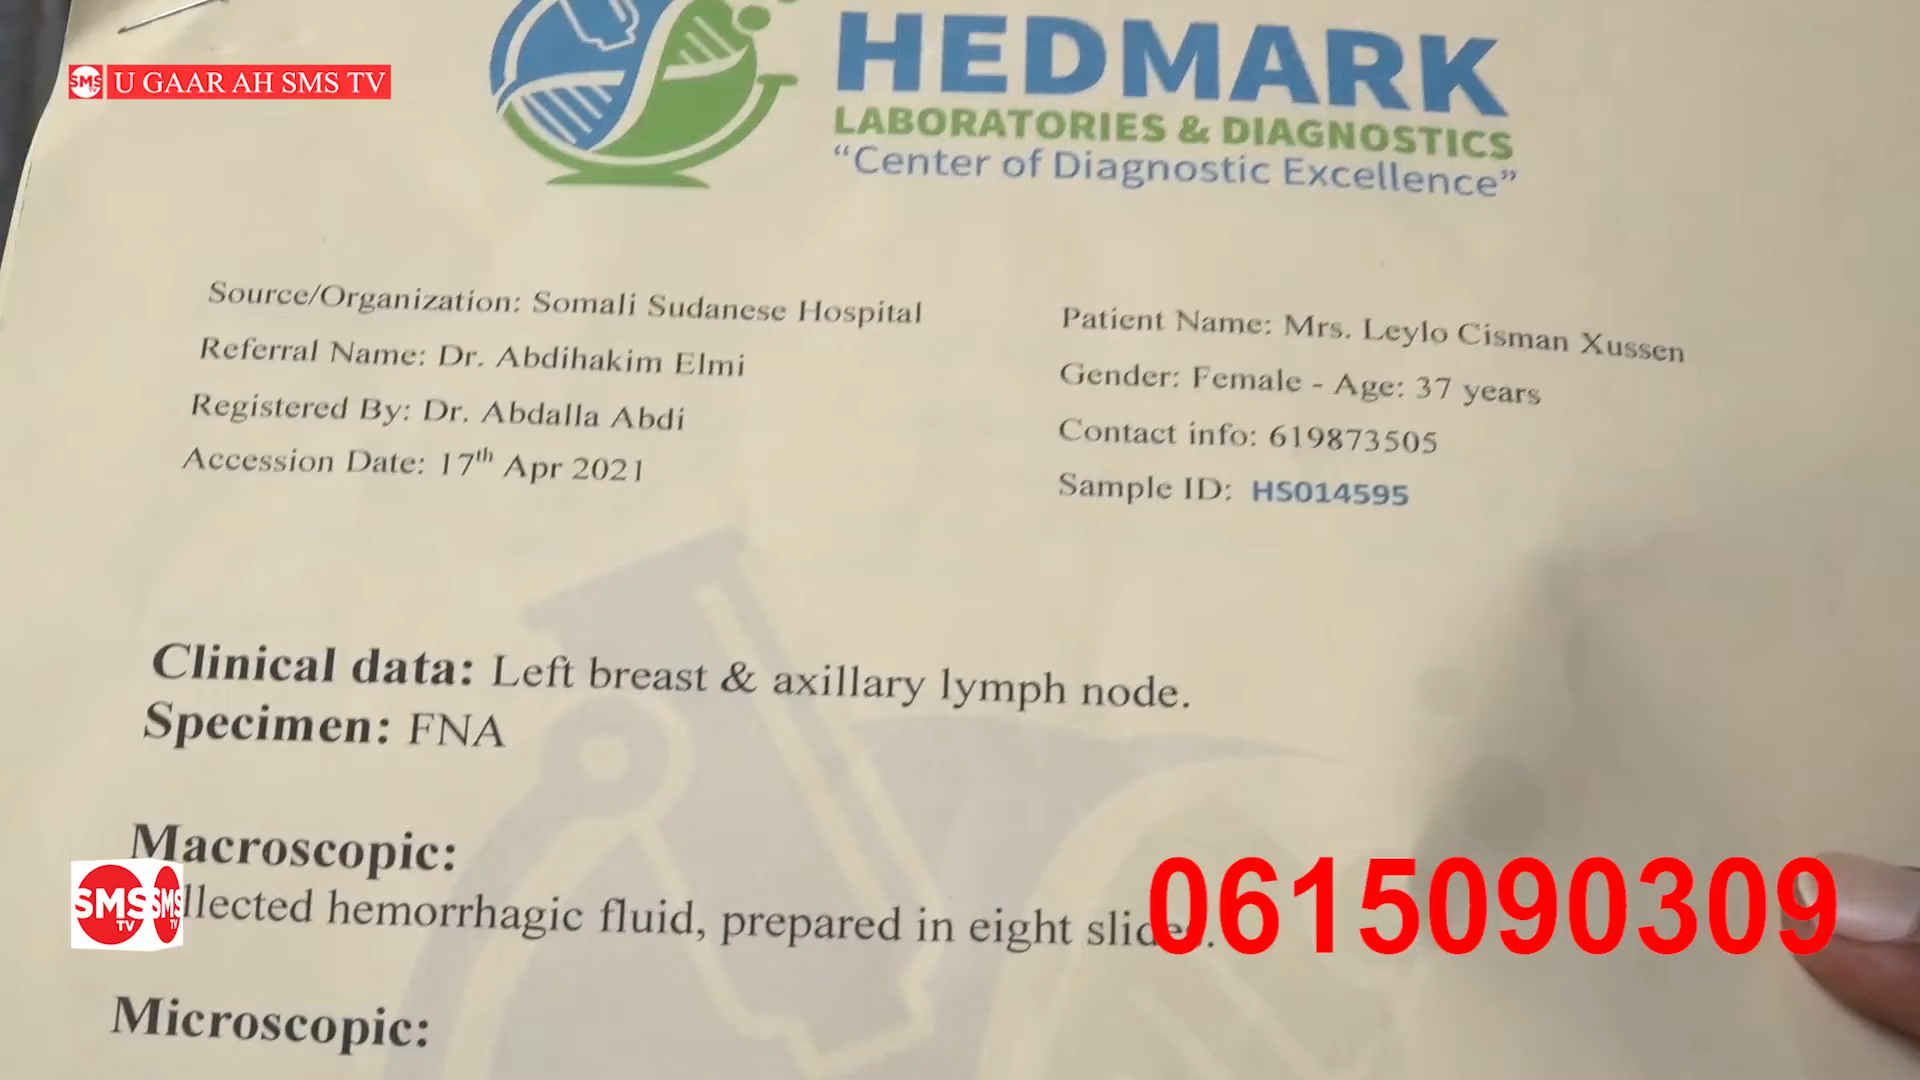 U GAAR AH SMS TV
HEDMARK
LABORATORIES & DIAGNOSTICS
“Center of Diagnostic Excellence”
Source/Organization: Somali Sudanese Hospital
Referral Name: Dr. Abdihakim Elmi
Registered By: Dr. Abdalla Abdi
Accession Date: 17th Apr 2021
Patient Name: Mrs. Leylo Cisman Xussen
Gender: Female - Age: 37 years
Contact info: 619873505
Sample ID: HS014595
Clinical data: Left breast & axillary lymph node.
Specimen: FNA
Macroscopic:
hemorrhagic fluid, prepared in eight
0615090309
SMS TV
SMS TV
Microscopic: